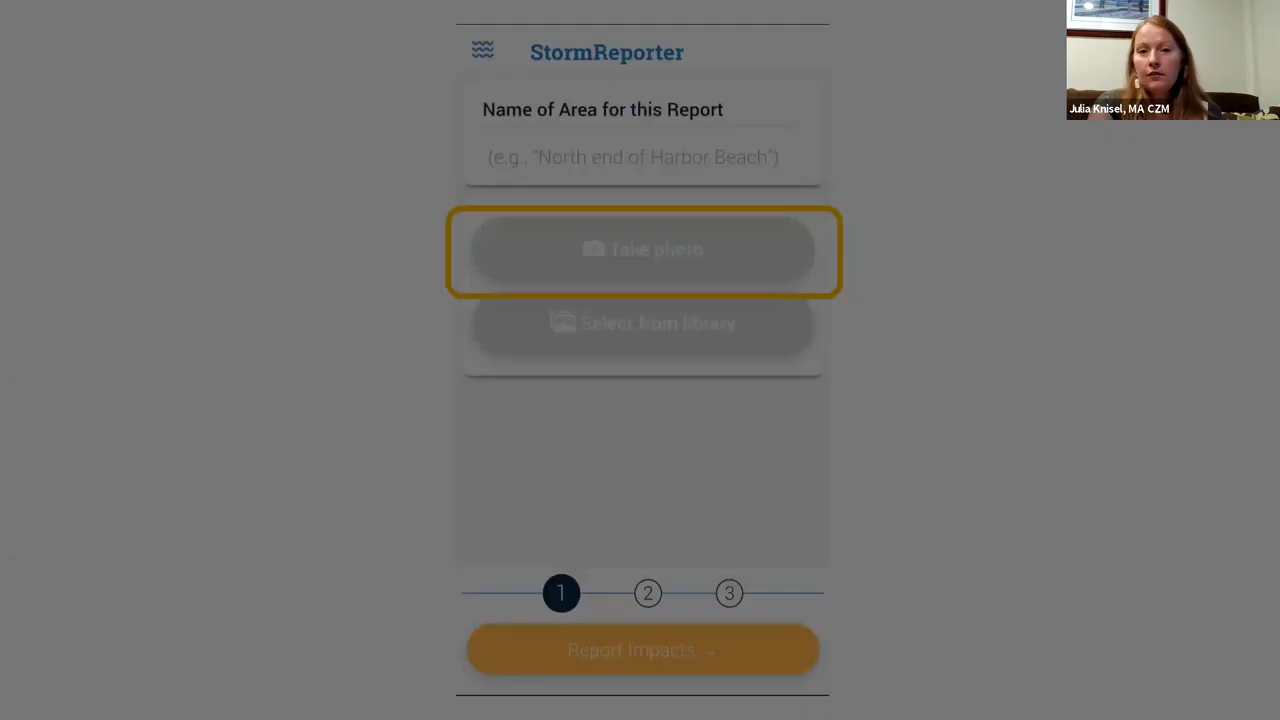 StormReporter
Name of Area for this Report
(e.g., "North end of Harbor Beach")
Take photo
Select from library
1 2 3
Report Impacts →
Julia Knisel, MA CZM